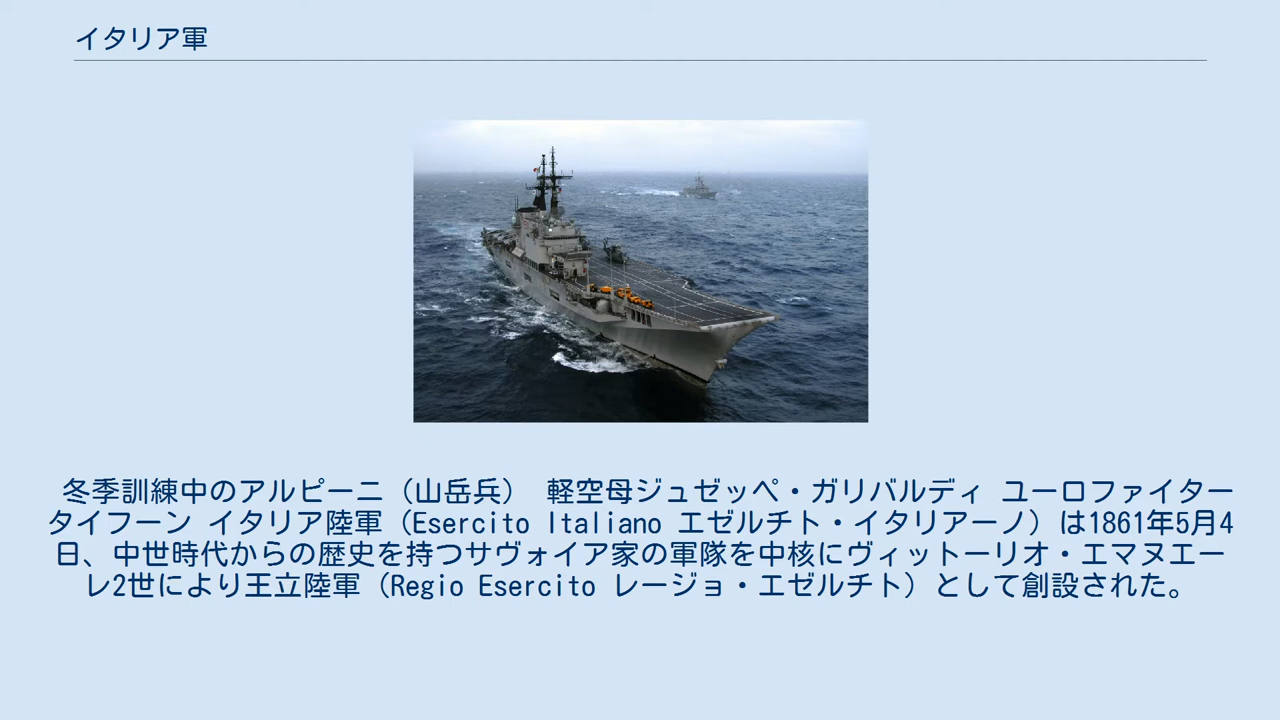 イタリア軍
冬季訓練中のアルピーニ（山岳兵） 軽空母ジュゼッペ・ガリバルディ ユーロファイター
タイフーン イタリア陸軍（Esercito Italiano エゼルチト・イタリアーノ）は1861年5月4
日、中世時代からの歴史を持つサヴォイア家の軍隊を中核にヴィットーリオ・エマヌエー
レ2世により王立陸軍（Regio Esercito レージョ・エゼルチト）として創設された。